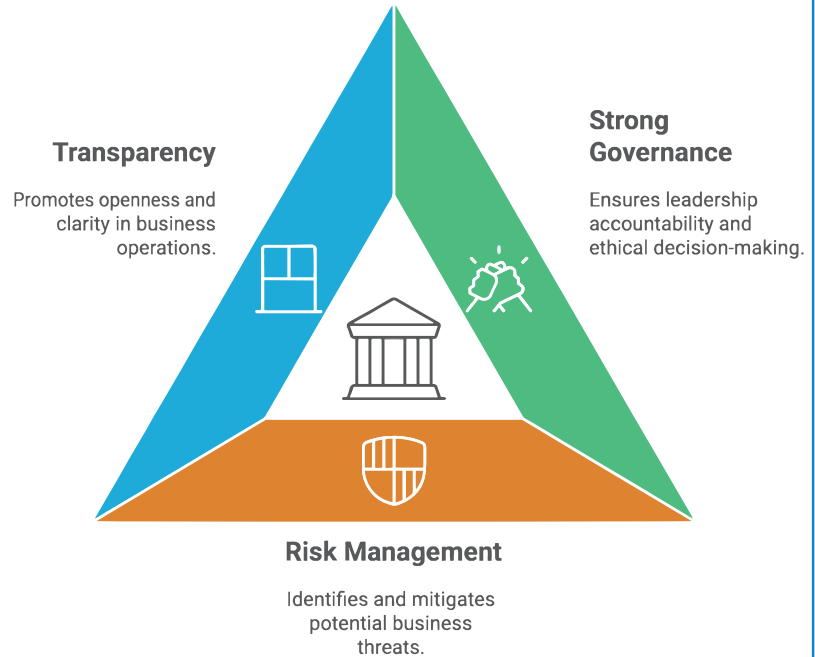 Transparency
Promotes openness and
clarity in business
operations.
Strong
Governance
Ensures leadership
accountability and
ethical decision-making.
Risk Management
Identifies and mitigates
potential business
threats.